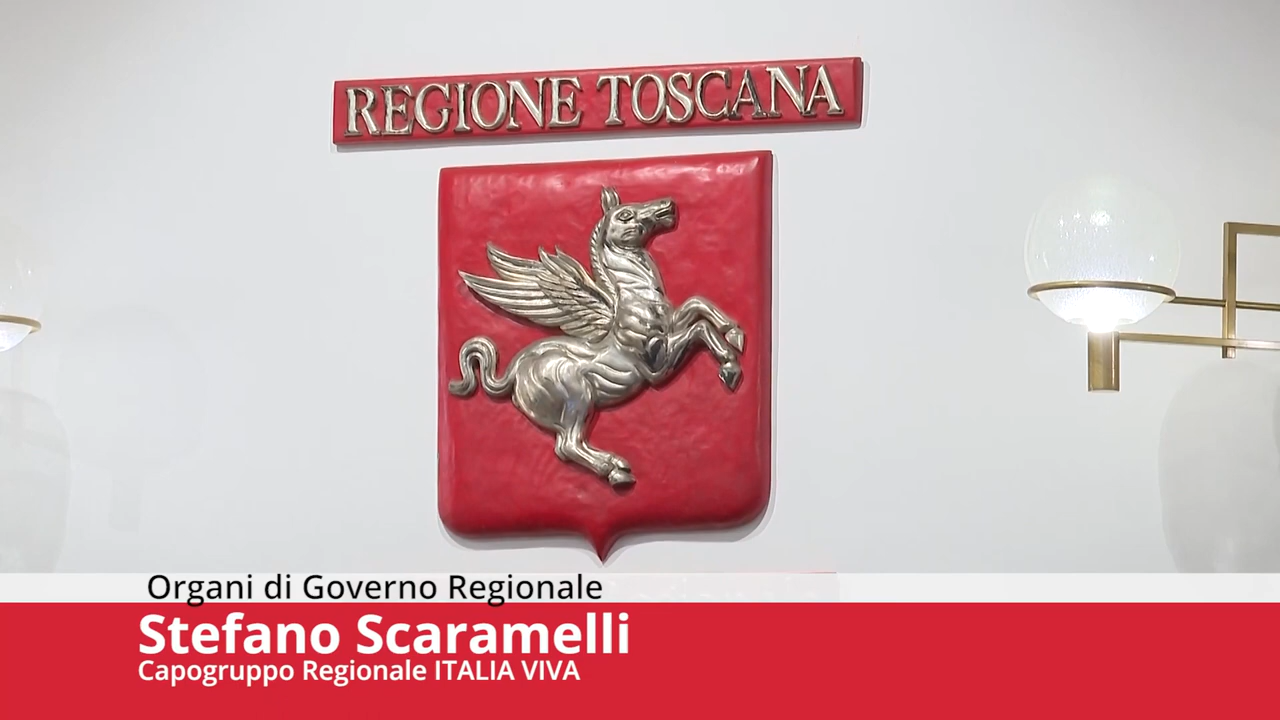 REGIONE TOSCANA
Organi di Governo Regionale
Stefano Scaramelli
Capogruppo Regionale ITALIA VIVA